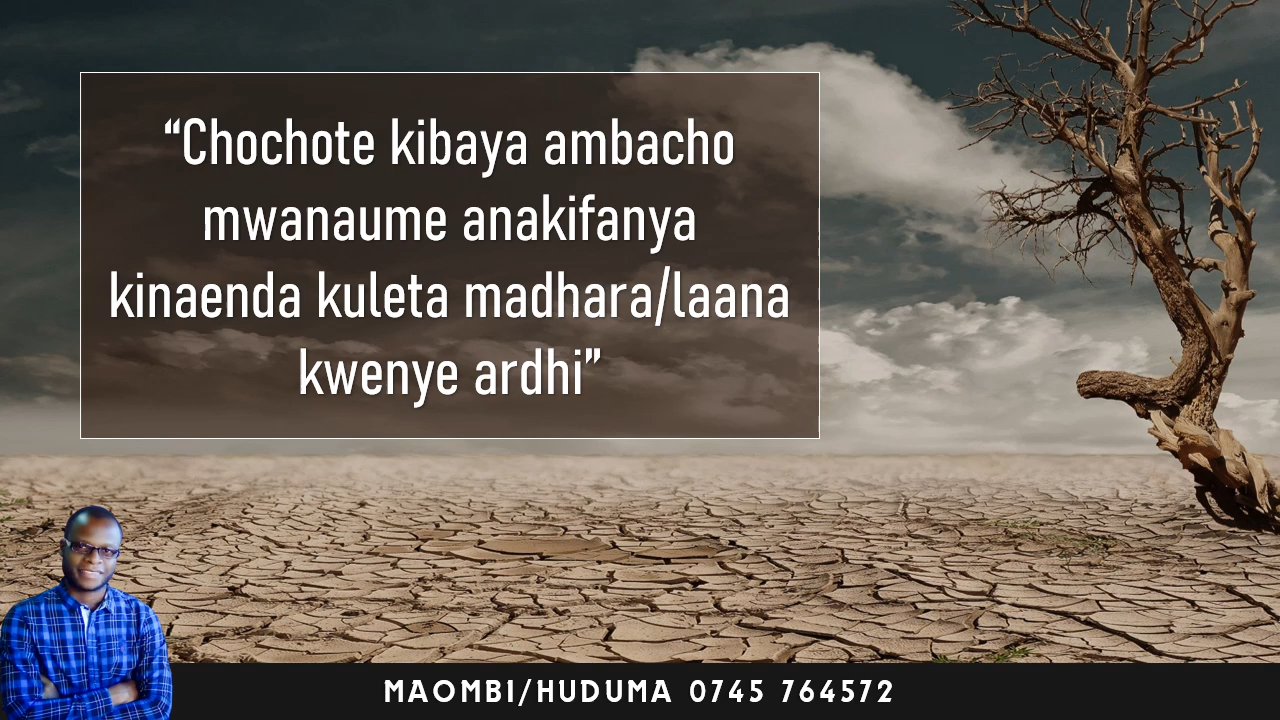 “Chochote kibaya ambacho
mwanaume anakifanya
kinaenda kuleta madhara/laana
kwenye ardhi”
MAOMBI/HUDUMA 0745 764572